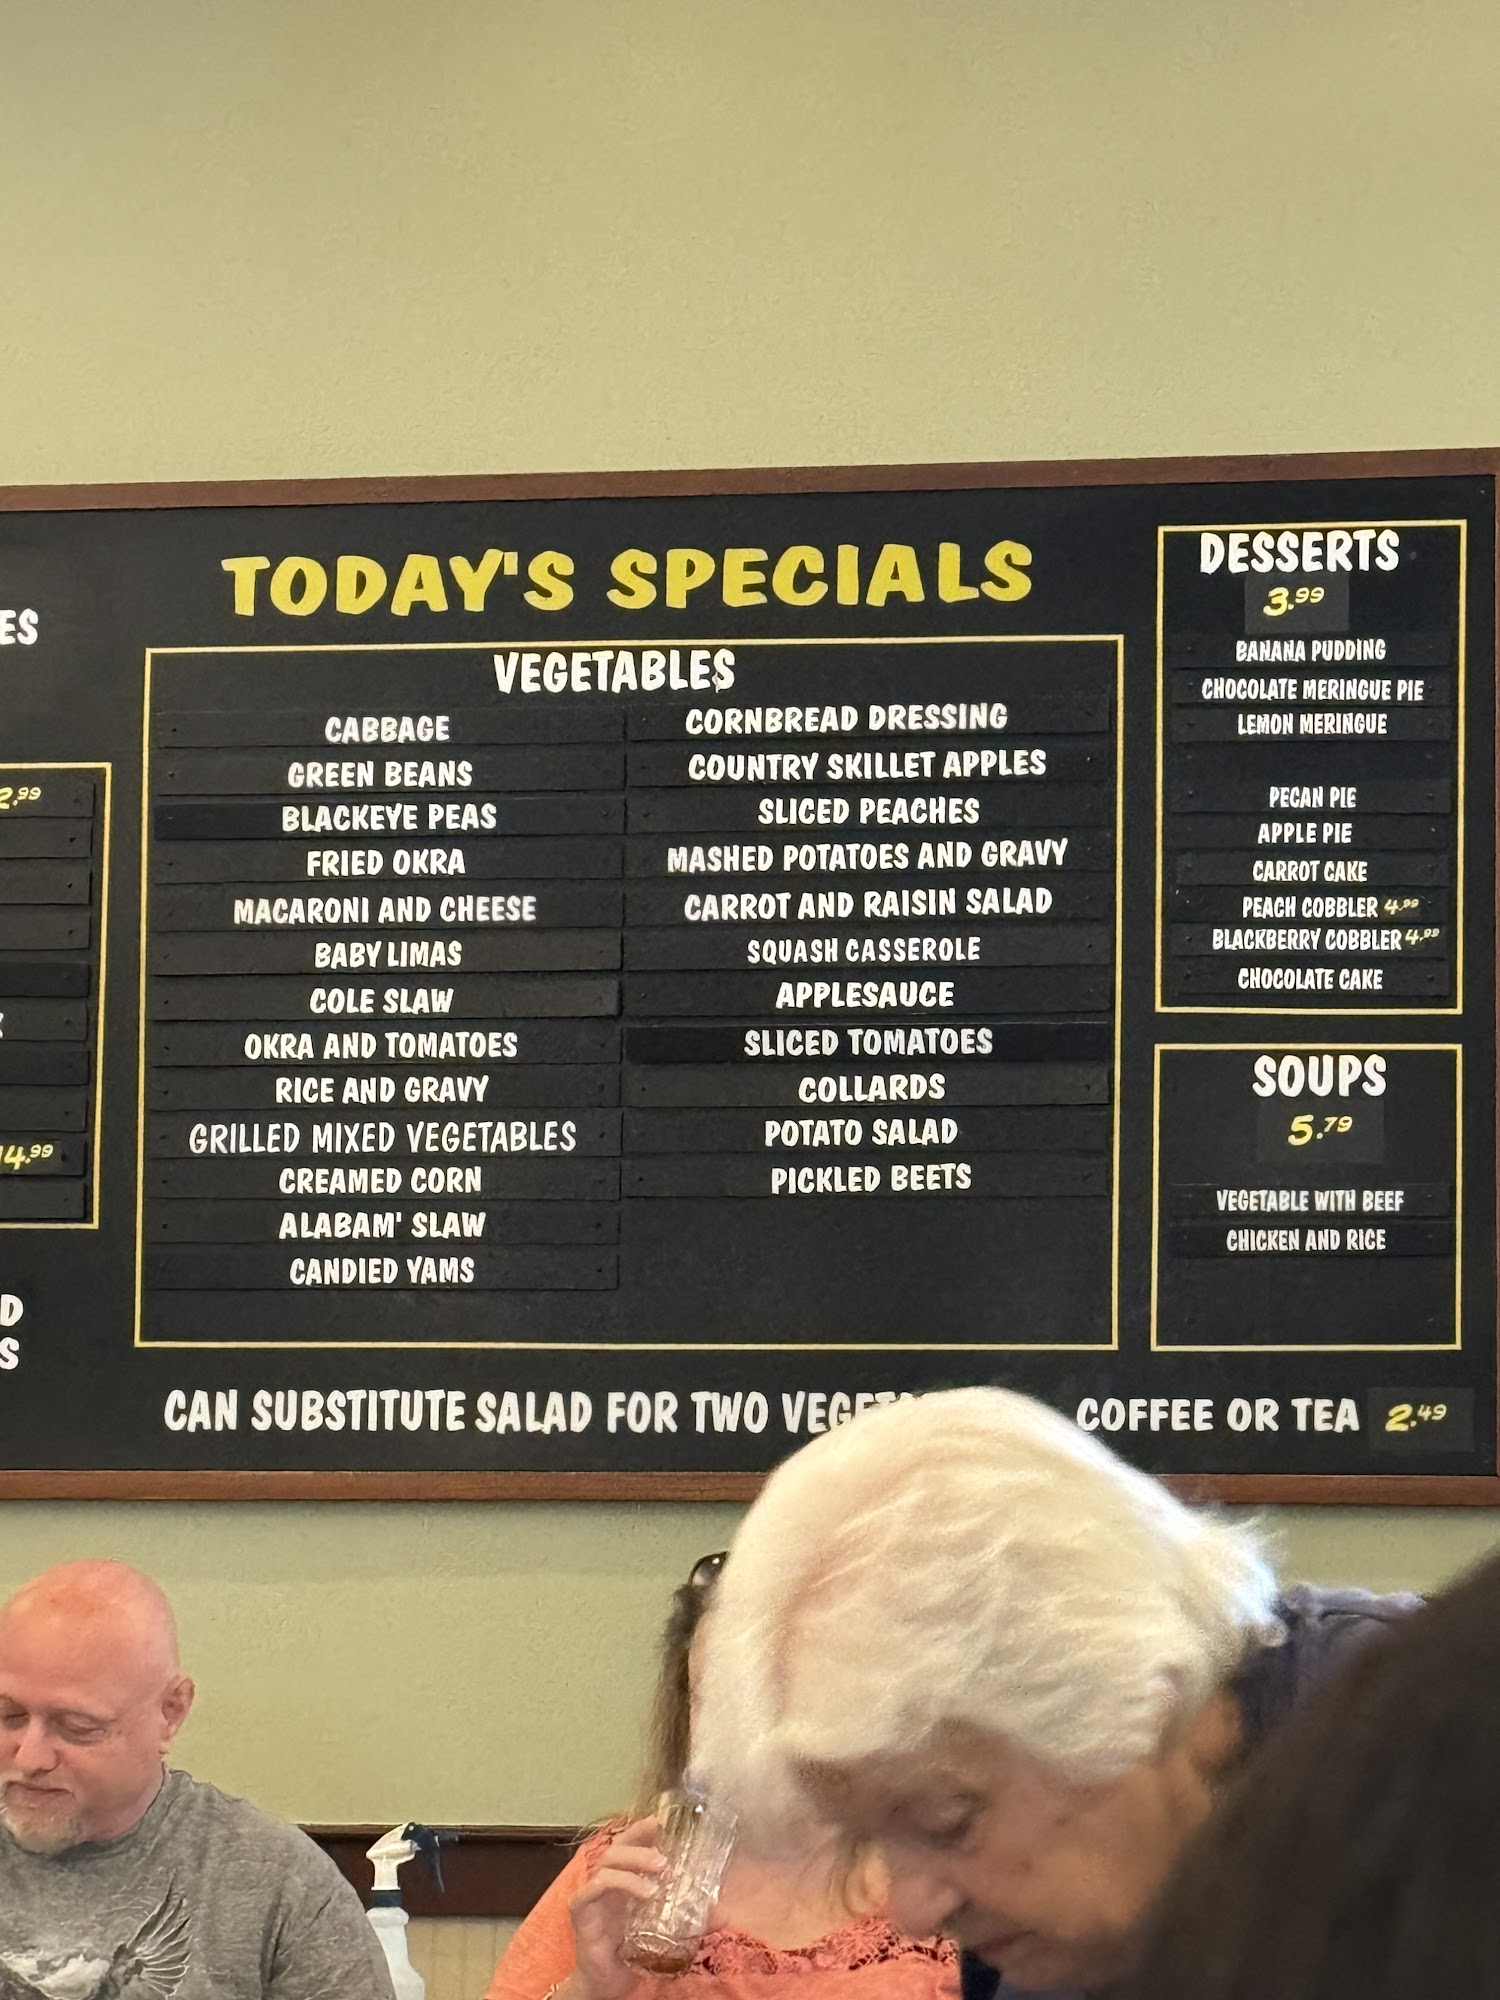 ES
2.99
14.99
D
S
TODAY'S SPECIALS
VEGETABLES
CABBAGE
GREEN BEANS
BLACKEYE PEAS
FRIED OKRA
MACARONI AND CHEESE
BABY LIMAS
COLE SLAW
OKRA AND TOMATOES
RICE AND GRAVY
GRILLED MIXED VEGETABLES
CREAMED CORN
ALABAM' SLAW
CANDIED YAMS
CORNBREAD DRESSING
COUNTRY SKILLET APPLES
SLICED PEACHES
MASHED POTATOES AND GRAVY
CARROT AND RAISIN SALAD
SQUASH CASSEROLE
APPLESAUCE
SLICED TOMATOES
COLLARDS
POTATO SALAD
PICKLED BEETS
CAN SUBSTITUTE SALAD FOR TWO
DESSERTS
3.99
BANANA PUDDING
CHOCOLATE MERINGUE PIE
LEMON MERINGUE
PECAN PIE
APPLE PIE
CARROT CAKE
PEACH COBBLER 4.99
BLACKBERRY COBBLER 4.99
CHOCOLATE CAKE
SOUPS
5.79
VEGETABLE WITH BEEF
CHICKEN AND RICE
COFFEE OR TEA 2.49